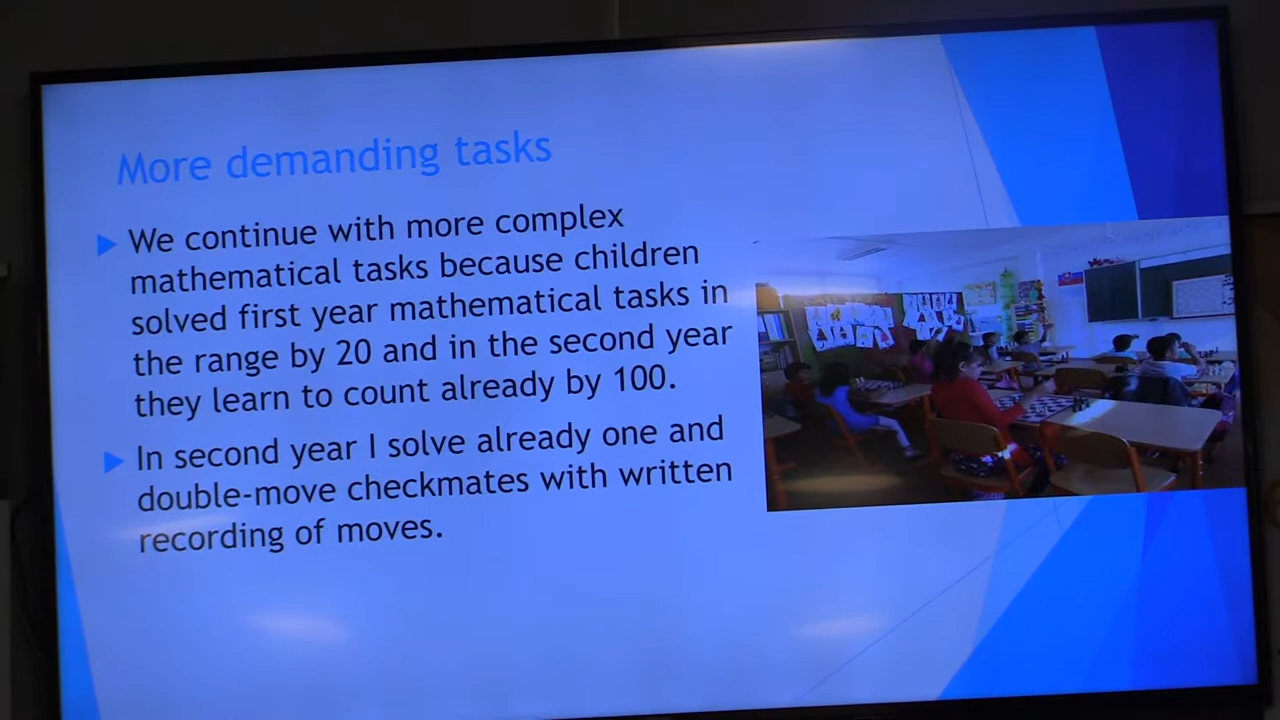 More demanding tasks
We continue with more complex
mathematical tasks because children
solved first year mathematical tasks in
the range by 20 and in the second year
they learn to count already by 100.
In second year I solve already one and
double-move checkmates with written
recording of moves.